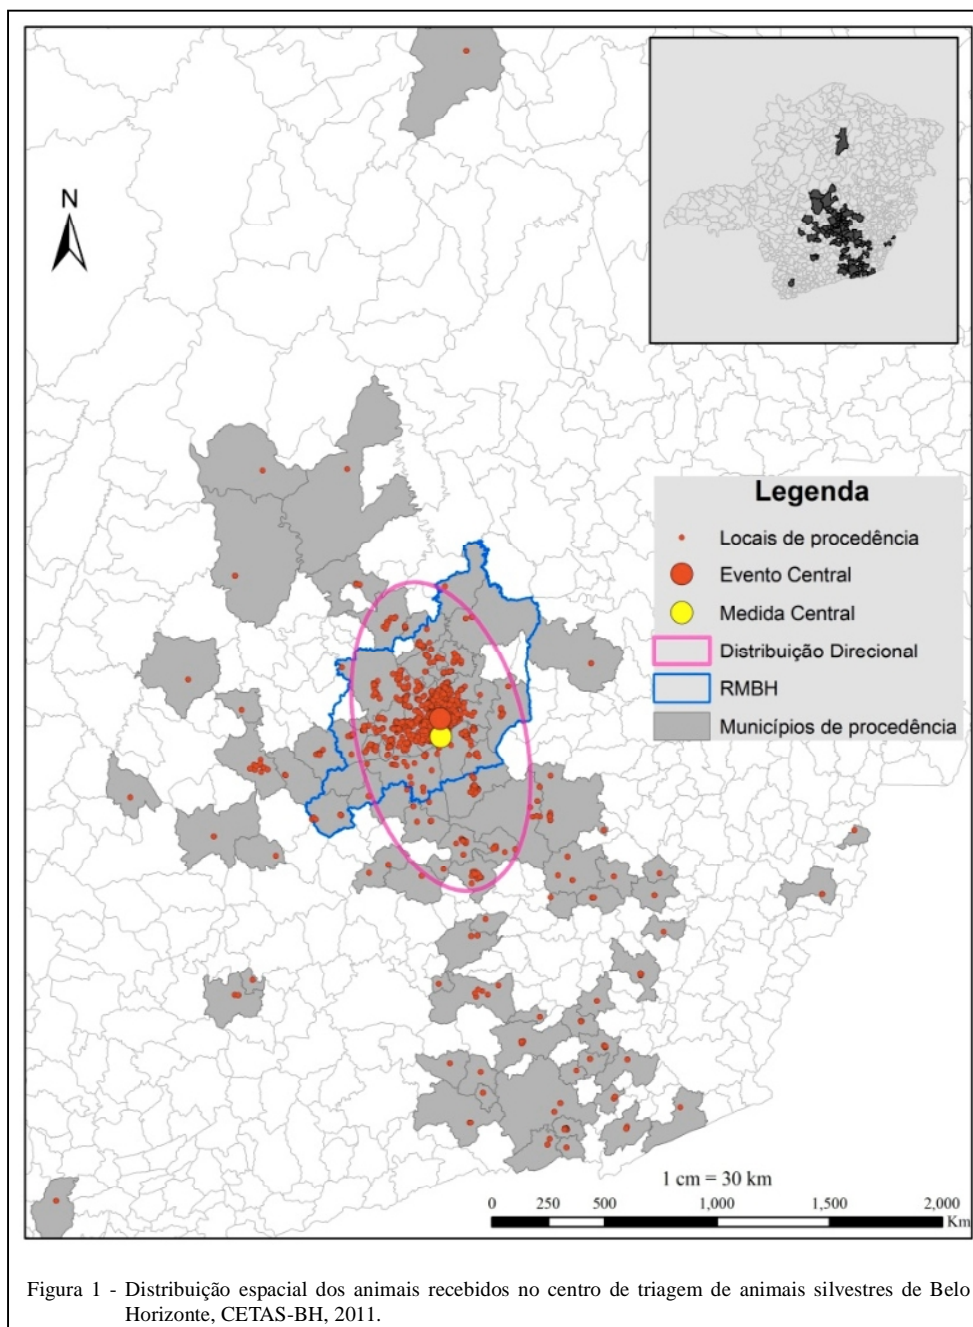 N
Legenda
Locais de procedência
Evento Central
Medida Central
Distribuição Direcional
RMBH
Municípios de procedência
1 cm = 30 km
0 250 500 1,000 1,500 2,000
Km
Figura 1 - Distribuição espacial dos animais recebidos no centro de triagem de animais silvestres de Belo
Horizonte, CETAS-BH, 2011.